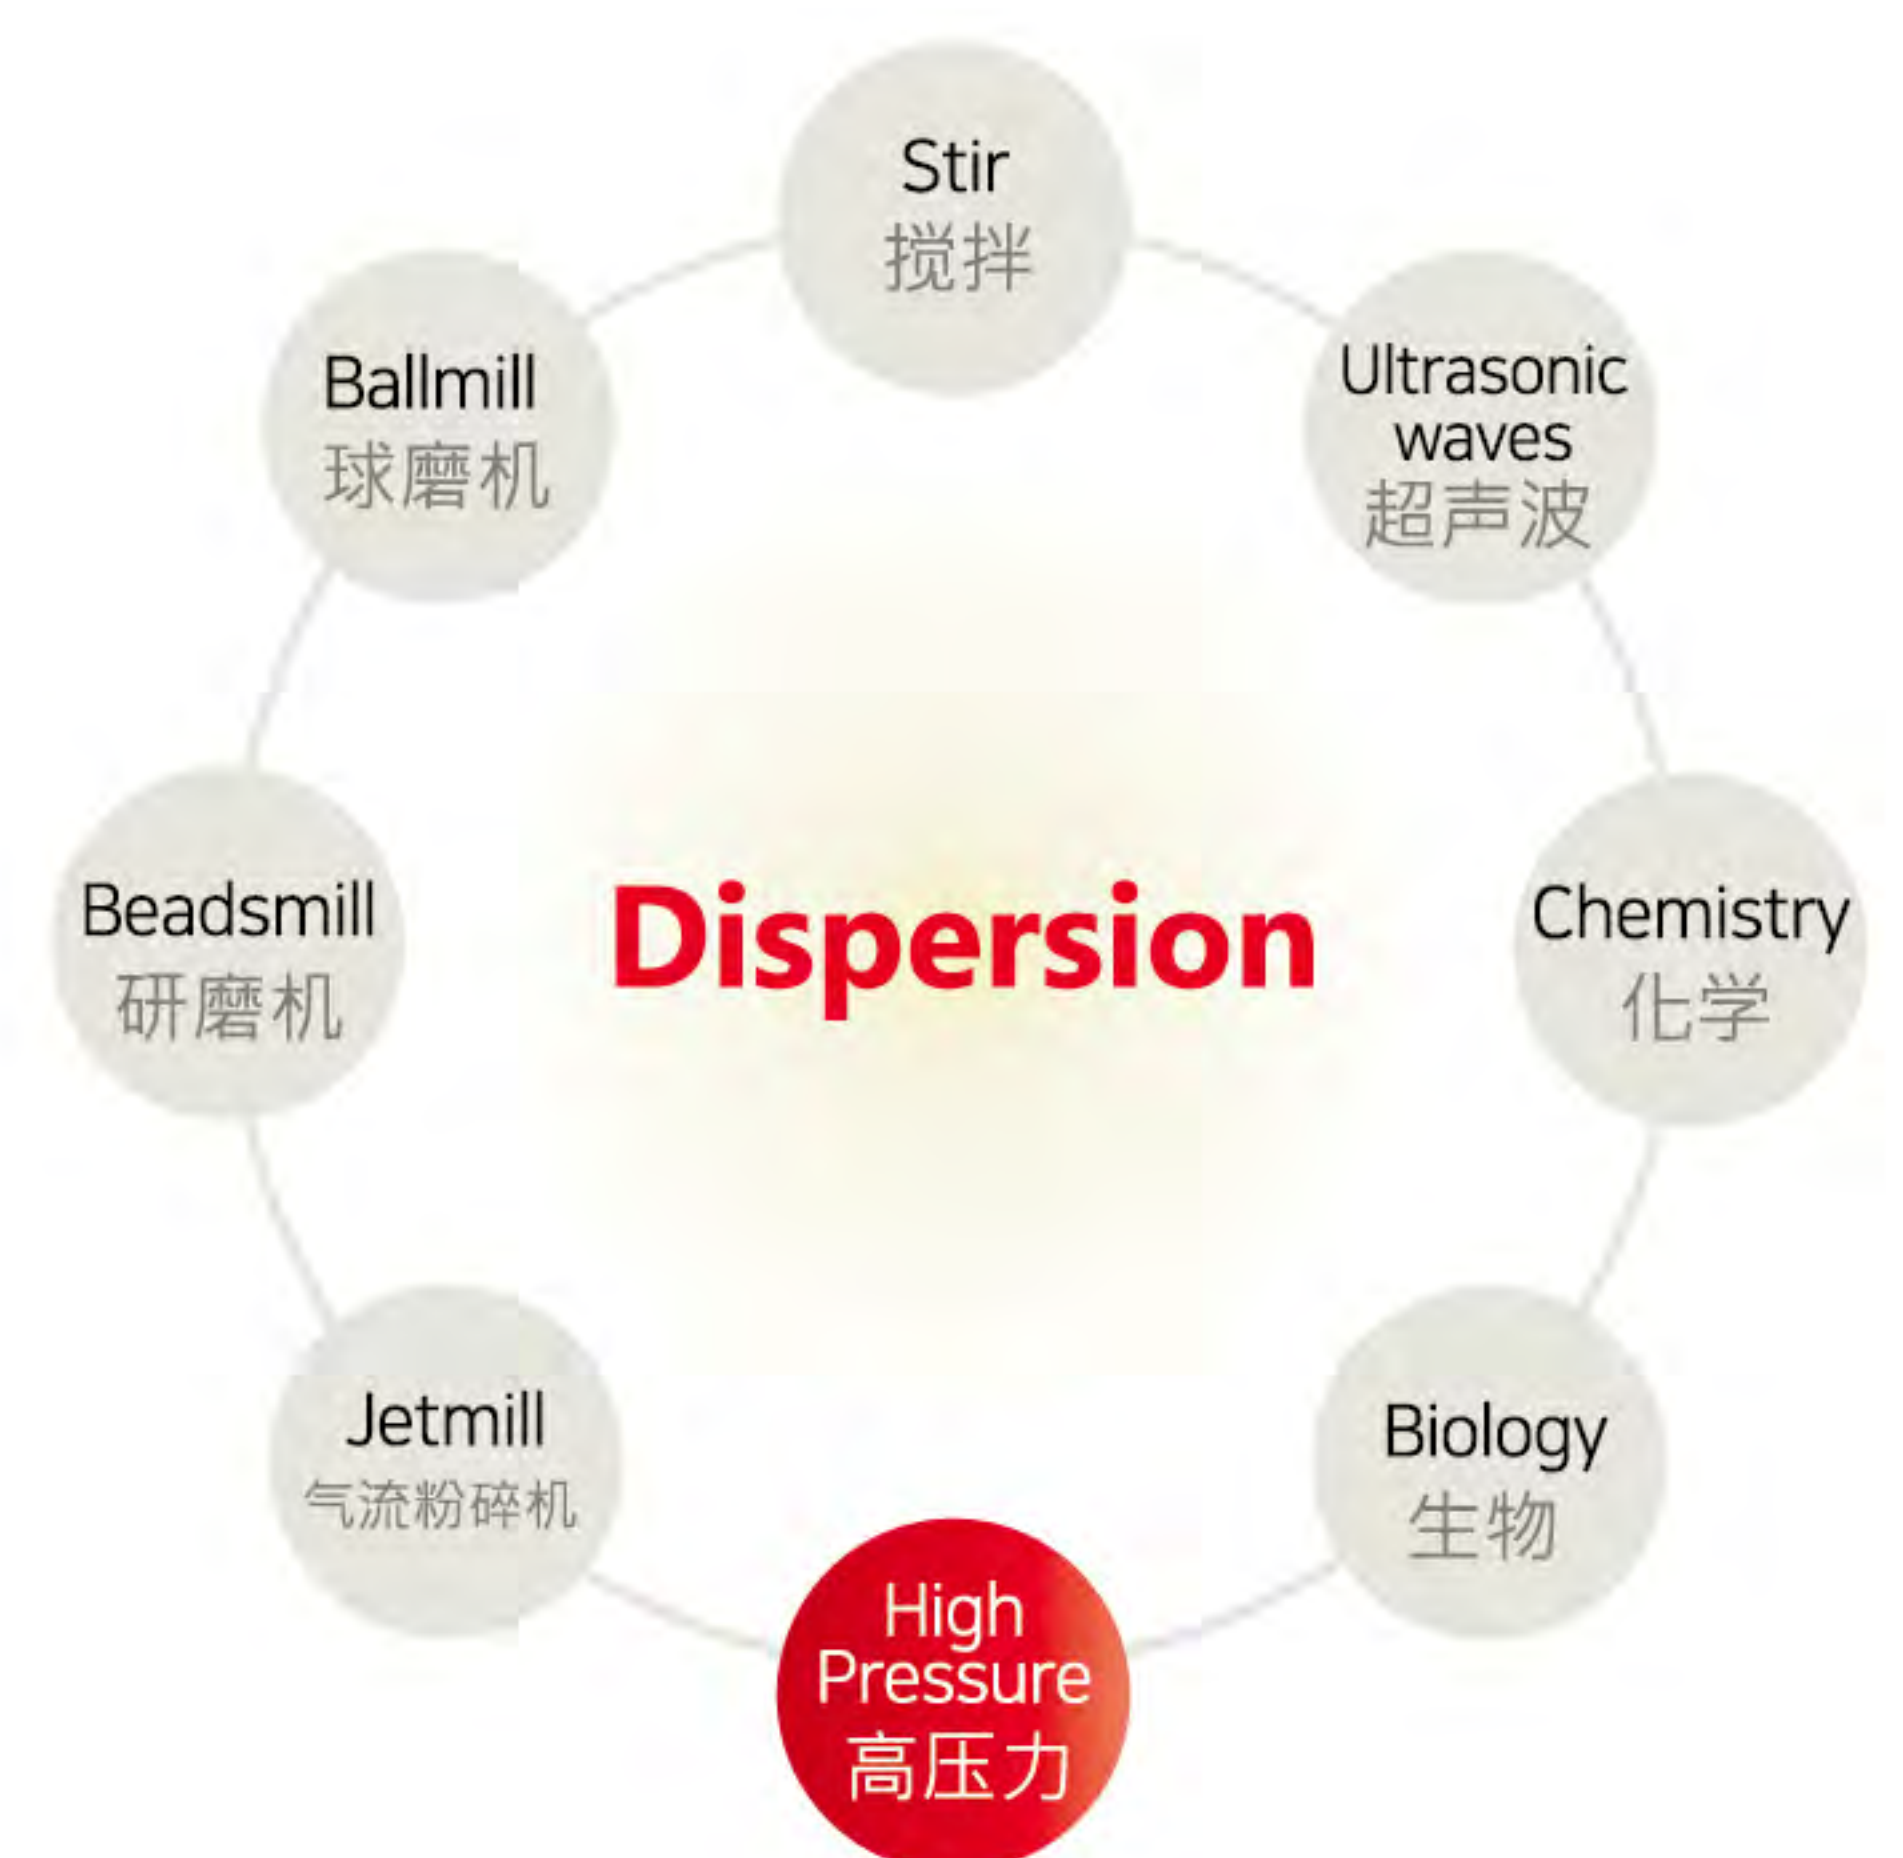 Stir
搅拌
Ultrasonic
waves
超声波
Ballmill
球磨机
Beadsmill
研磨机
Dispersion
Chemistry
化学
Jetmill
气流粉碎机
Biology
生物
High
Pressure
高压力